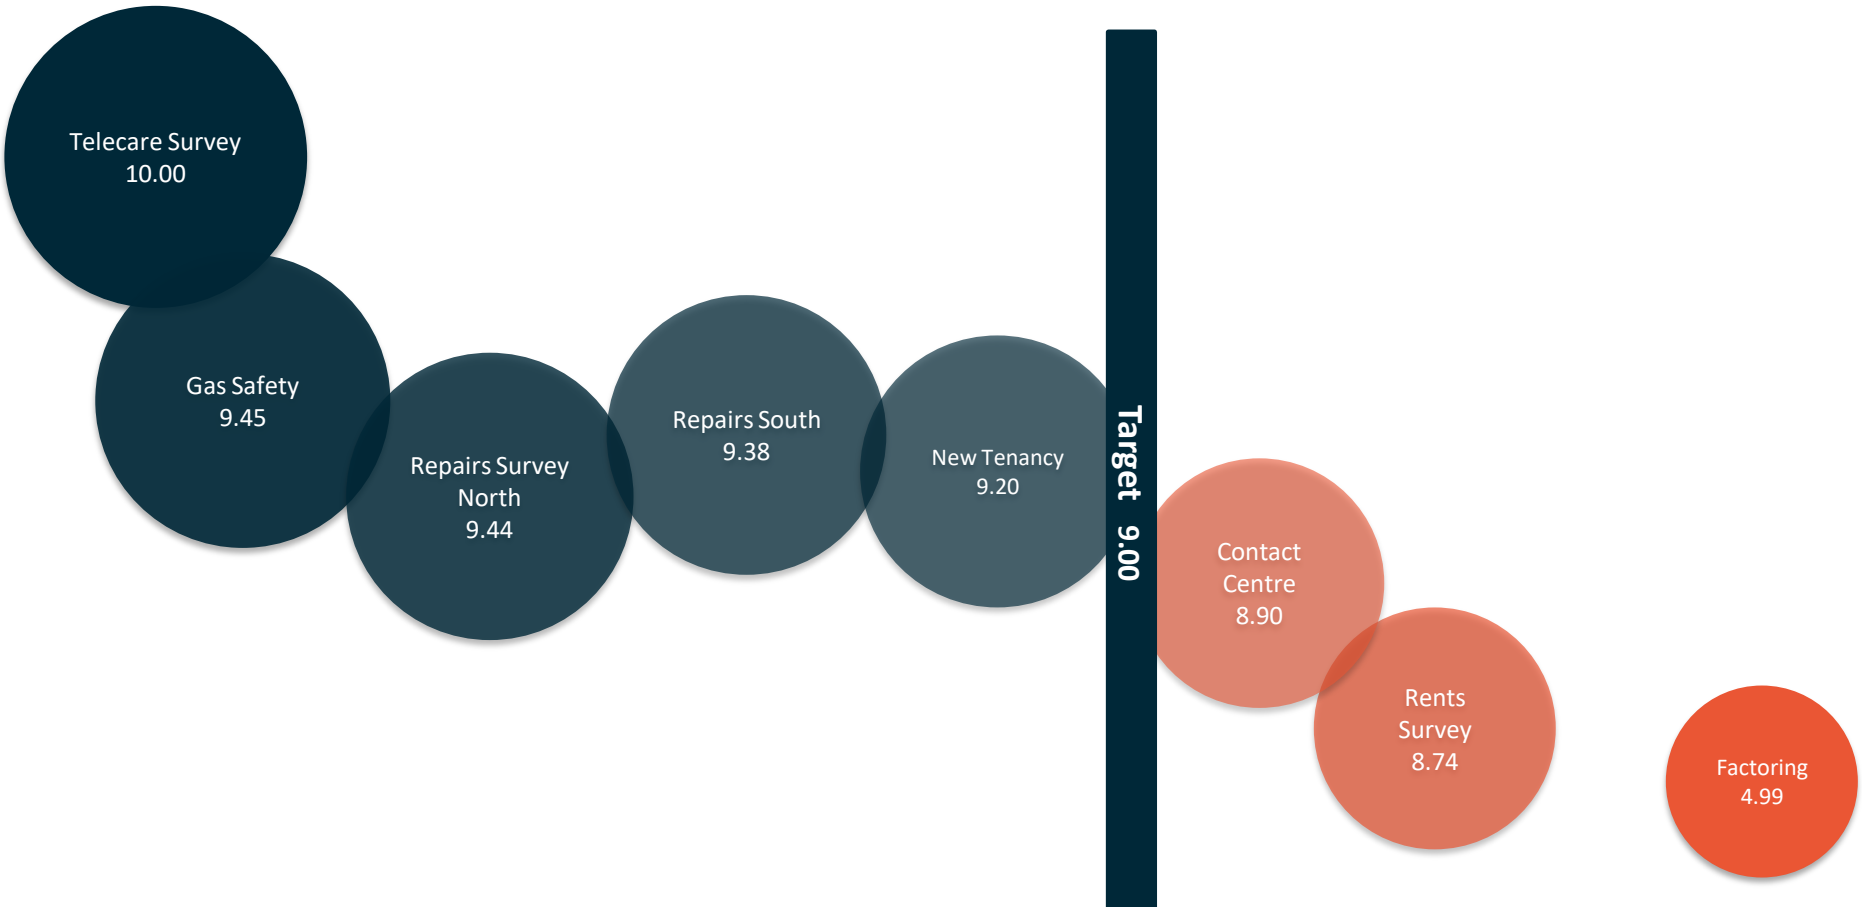 Telecare Survey
10.00
Gas Safety
9.45
Repairs Survey
North
9.44
Repairs South
9.38
New Tenancy
9.20
Target 9.00
Contact
Centre
8.90
Rents
Survey
8.74
Factoring
4.99